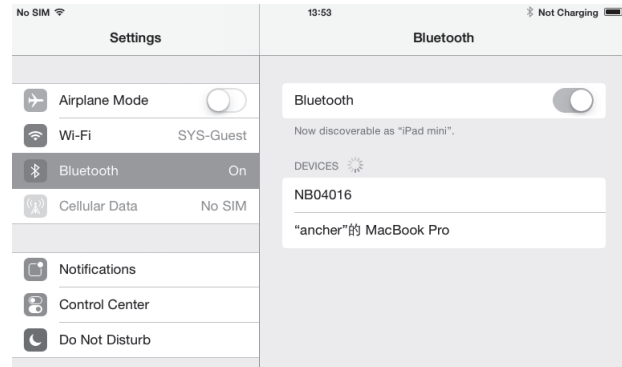 No SIM 13:53 Not Charging
Settings
Bluetooth
Airplane Mode
Wi-Fi SYS-Guest
Bluetooth On
Cellular Data No SIM
Notifications
Control Center
Do Not Disturb
Bluetooth
Now discoverable as “iPad mini”.
DEVICES
NB04016
“ancher”的 MacBook Pro